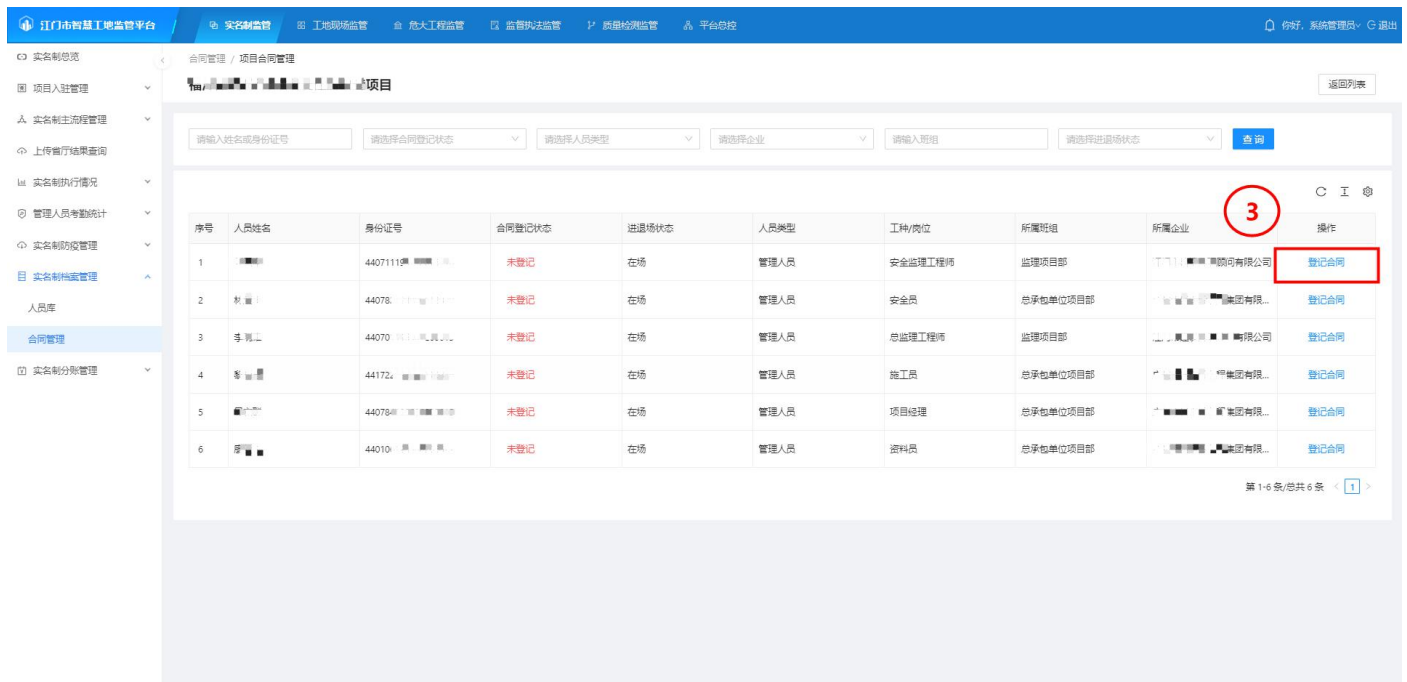 江门市智慧工地监管平台 实名制监管 工地现场监管 危大工程监管 监督执法监管 质量检测监管 平台总控 你好，系统管理员 退出
实名制总览
项目入驻管理
实名制主流程管理
上传省厅结果查询
实名制执行情况
管理人员考勤统计
实名制防疫管理
实名制档案管理
人员库
合同管理
实名制分账管理
合同管理 / 项目合同管理
项目 返回列表
请输入姓名或身份证号 请选择合同登记状态 请选择人员类型 请选择企业 请输入班组 请选择进退场状态 查询
3
序号 人员姓名 身份证号 合同登记状态 进退场状态 人员类型 工种/岗位 所属班组 所属企业 操作
1 44071119 未登记 在场 管理人员 安全监理工程师 监理项目部 顾问有限公司 登记合同
2 44078 未登记 在场 管理人员 安全员 总承包单位项目部 集团有限... 登记合同
3 44070 未登记 在场 管理人员 总监理工程师 监理项目部 有限公司 登记合同
4 44172 未登记 在场 管理人员 施工员 总承包单位项目部 集团有限... 登记合同
5 44078 未登记 在场 管理人员 项目经理 总承包单位项目部 集团有限... 登记合同
6 44010 未登记 在场 管理人员 资料员 总承包单位项目部 集团有限... 登记合同
第 1-6 条/总共 6 条 < 1 >